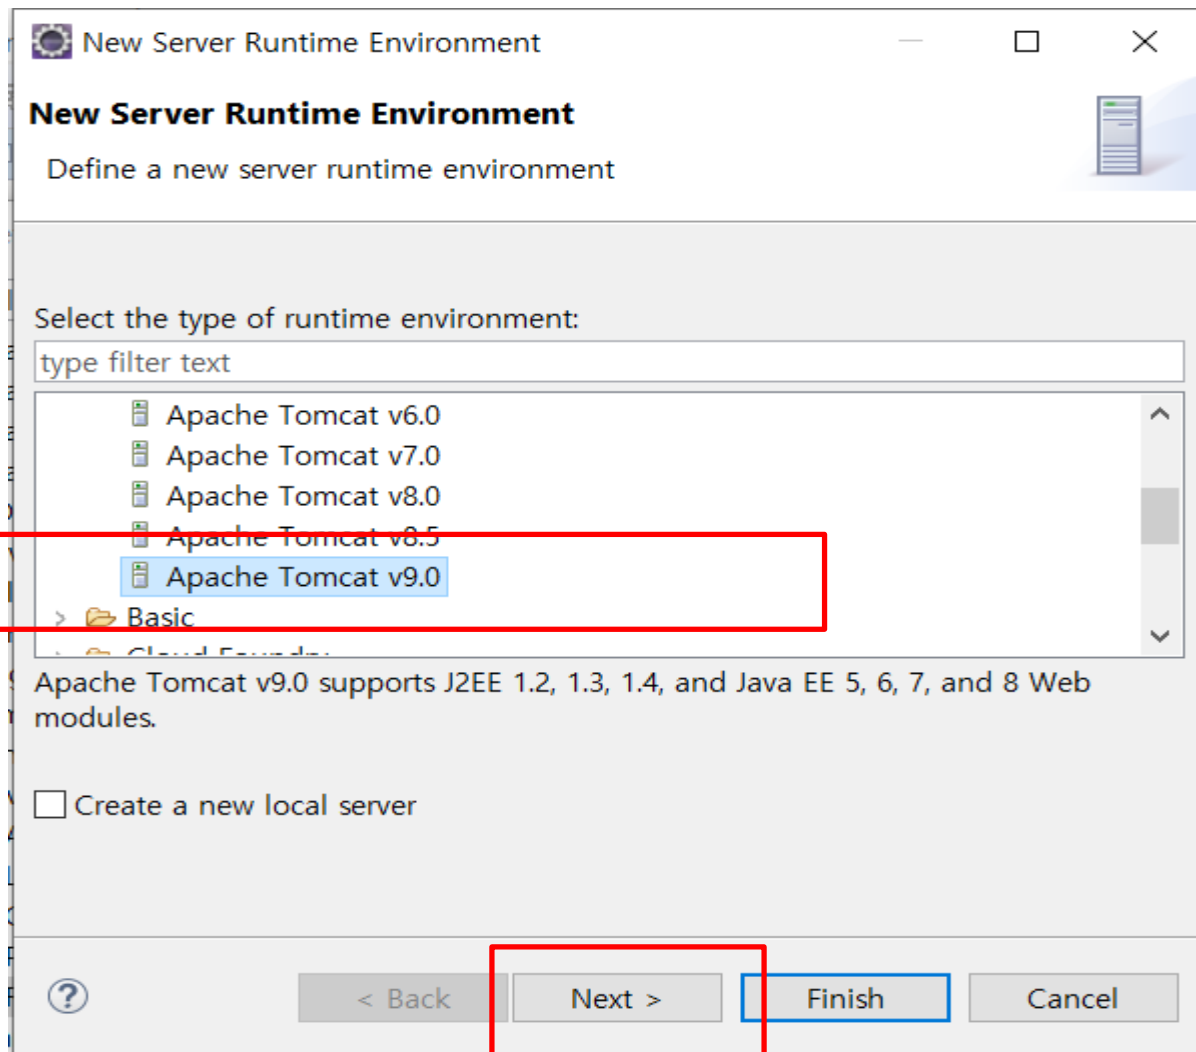 New Server Runtime Environment
New Server Runtime Environment
Define a new server runtime environment
Select the type of runtime environment:
type filter text
Apache Tomcat v6.0
Apache Tomcat v7.0
Apache Tomcat v8.0
Apache Tomcat v8.5
Apache Tomcat v9.0
Basic
Cloud Foundry
Apache Tomcat v9.0 supports J2EE 1.2, 1.3, 1.4, and Java EE 5, 6, 7, and 8 Web
modules.
Create a new local server
< Back Next > Finish Cancel